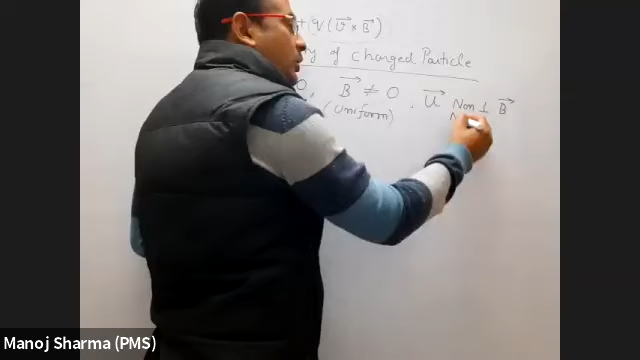 + q(v⃗ × B⃗)
of Charged Particle
0, B⃗ ≠ 0 . u⃗ Non ⊥ B⃗
(Uniform) N
Manoj Sharma (PMS)